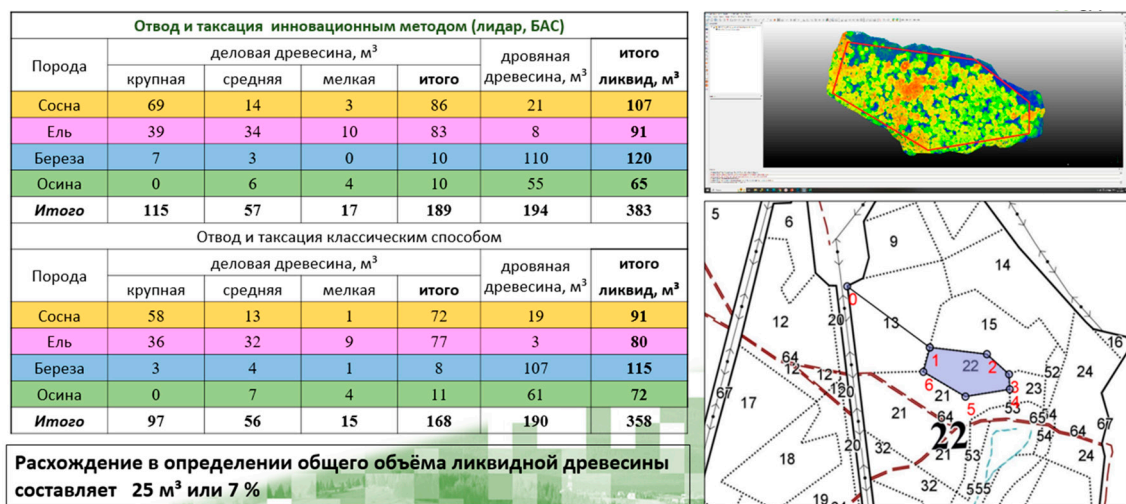 Отвод и таксация инновационным методом (лидар, БАС)
Порода деловая древесина, м³ дровяная древесина, м³ итого ликвид, м³
крупная средняя мелкая итого
Сосна 69 14 3 86 21 107
Ель 39 34 10 83 8 91
Береза 7 3 0 10 110 120
Осина 0 6 4 10 55 65
Итого 115 57 17 189 194 383
Отвод и таксация классическим способом
Порода деловая древесина, м³ дровяная древесина, м³ итого ликвид, м³
крупная средняя мелкая итого
Сосна 58 13 1 72 19 91
Ель 36 32 9 77 3 80
Береза 3 4 1 8 107 115
Осина 0 7 4 11 61 72
Итого 97 56 15 168 190 358
Расхождение в определении общего объёма ликвидной древесины
составляет 25 м³ или 7 %
5
6
9
14
0
12
20
13
15
16
1
22
2
64
12
12
6
52
24
3
23
4
67
17
20
21
21
5
53
64
64
65
54
64
67
22
20
32
21
53
54
24
18
19
32
555